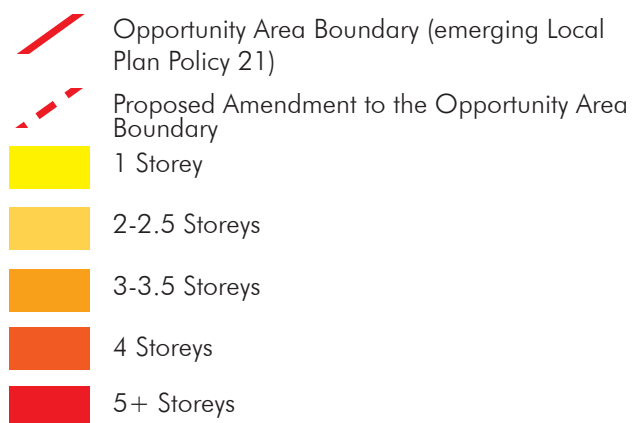 Opportunity Area Boundary (emerging Local
Plan Policy 21)
Proposed Amendment to the Opportunity Area
Boundary
1 Storey
2-2.5 Storeys
3-3.5 Storeys
4 Storeys
5+ Storeys